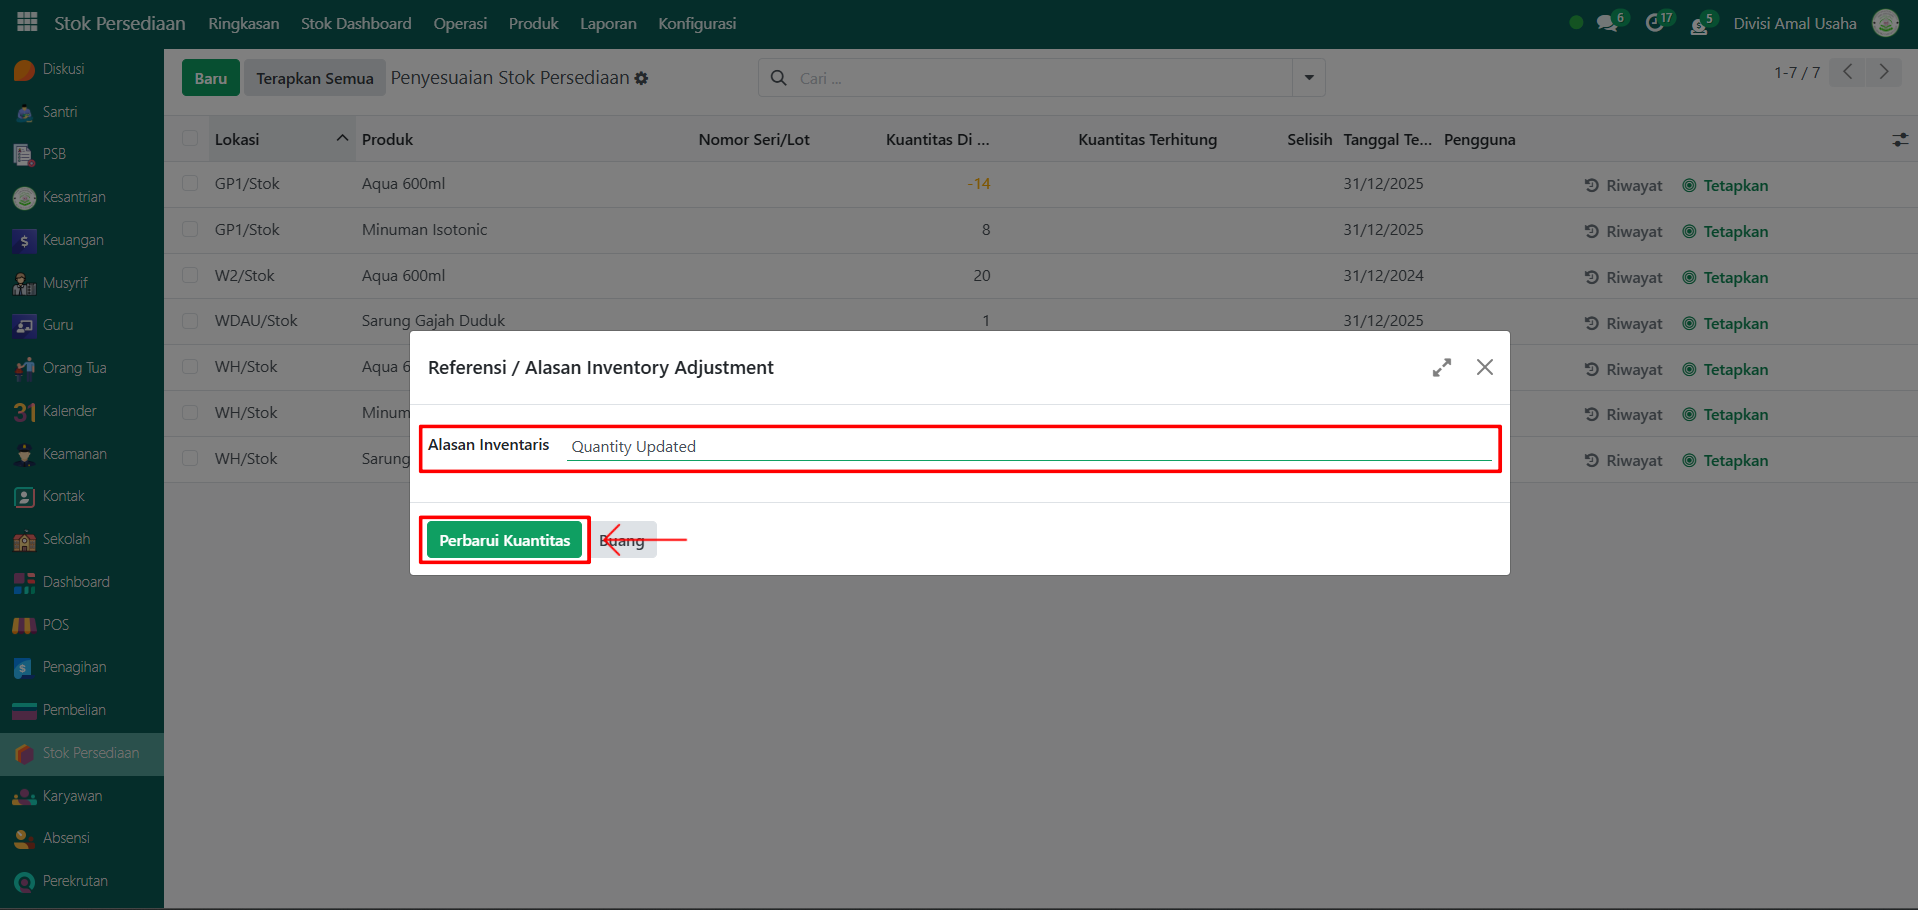 Stok Persediaan Ringkasan Stok Dashboard Operasi Produk Laporan Konfigurasi 6 17 5 Divisi Amal Usaha
Diskusi
Santri
PSB
Kesantrian
Keuangan
Musyrif
Guru
Orang Tua
31 Kalender
Keamanan
Kontak
Sekolah
Dashboard
POS
Penagihan
Pembelian
Stok Persediaan
Karyawan
Absensi
Perekrutan
Baru Terapkan Semua Penyesuaian Stok Persediaan Cari ... 1-7 / 7
Lokasi Produk Nomor Seri/Lot Kuantitas Di ... Kuantitas Terhitung Selisih Tanggal Te... Pengguna
GP1/Stok Aqua 600ml -14 31/12/2025 Riwayat Tetapkan
GP1/Stok Minuman Isotonic 8 31/12/2025 Riwayat Tetapkan
W2/Stok Aqua 600ml 20 31/12/2024 Riwayat Tetapkan
WDAU/Stok Sarung Gajah Duduk 1 31/12/2025 Riwayat Tetapkan
WH/Stok Aqua 6 Riwayat Tetapkan
WH/Stok Minum Riwayat Tetapkan
WH/Stok Sarung Riwayat Tetapkan
Referensi / Alasan Inventory Adjustment
Alasan Inventaris Quantity Updated
Perbarui Kuantitas Buang